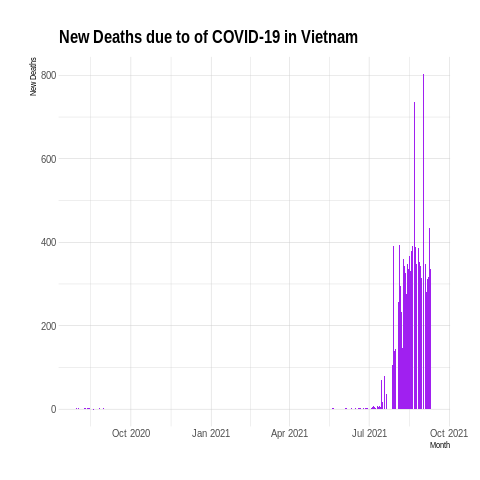 New Deaths due to of COVID-19 in Vietnam
New Deaths
800
600
400
200
0
Oct 2020 Jan 2021 Apr 2021 Jul 2021 Oct 2021
Month